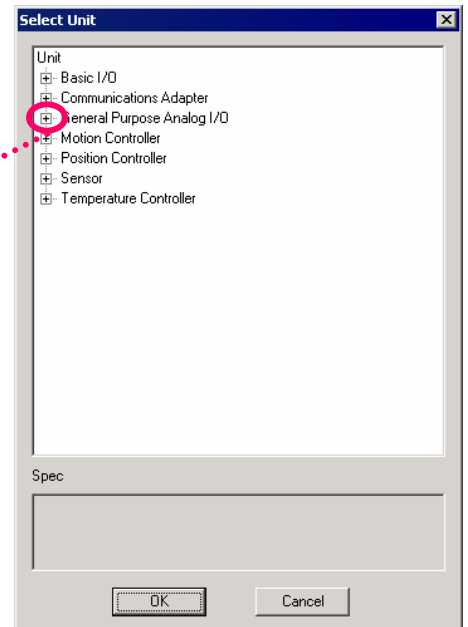 Select Unit
Unit
Basic I/O
Communications Adapter
General Purpose Analog I/O
Motion Controller
Position Controller
Sensor
Temperature Controller
Spec
OK
Cancel